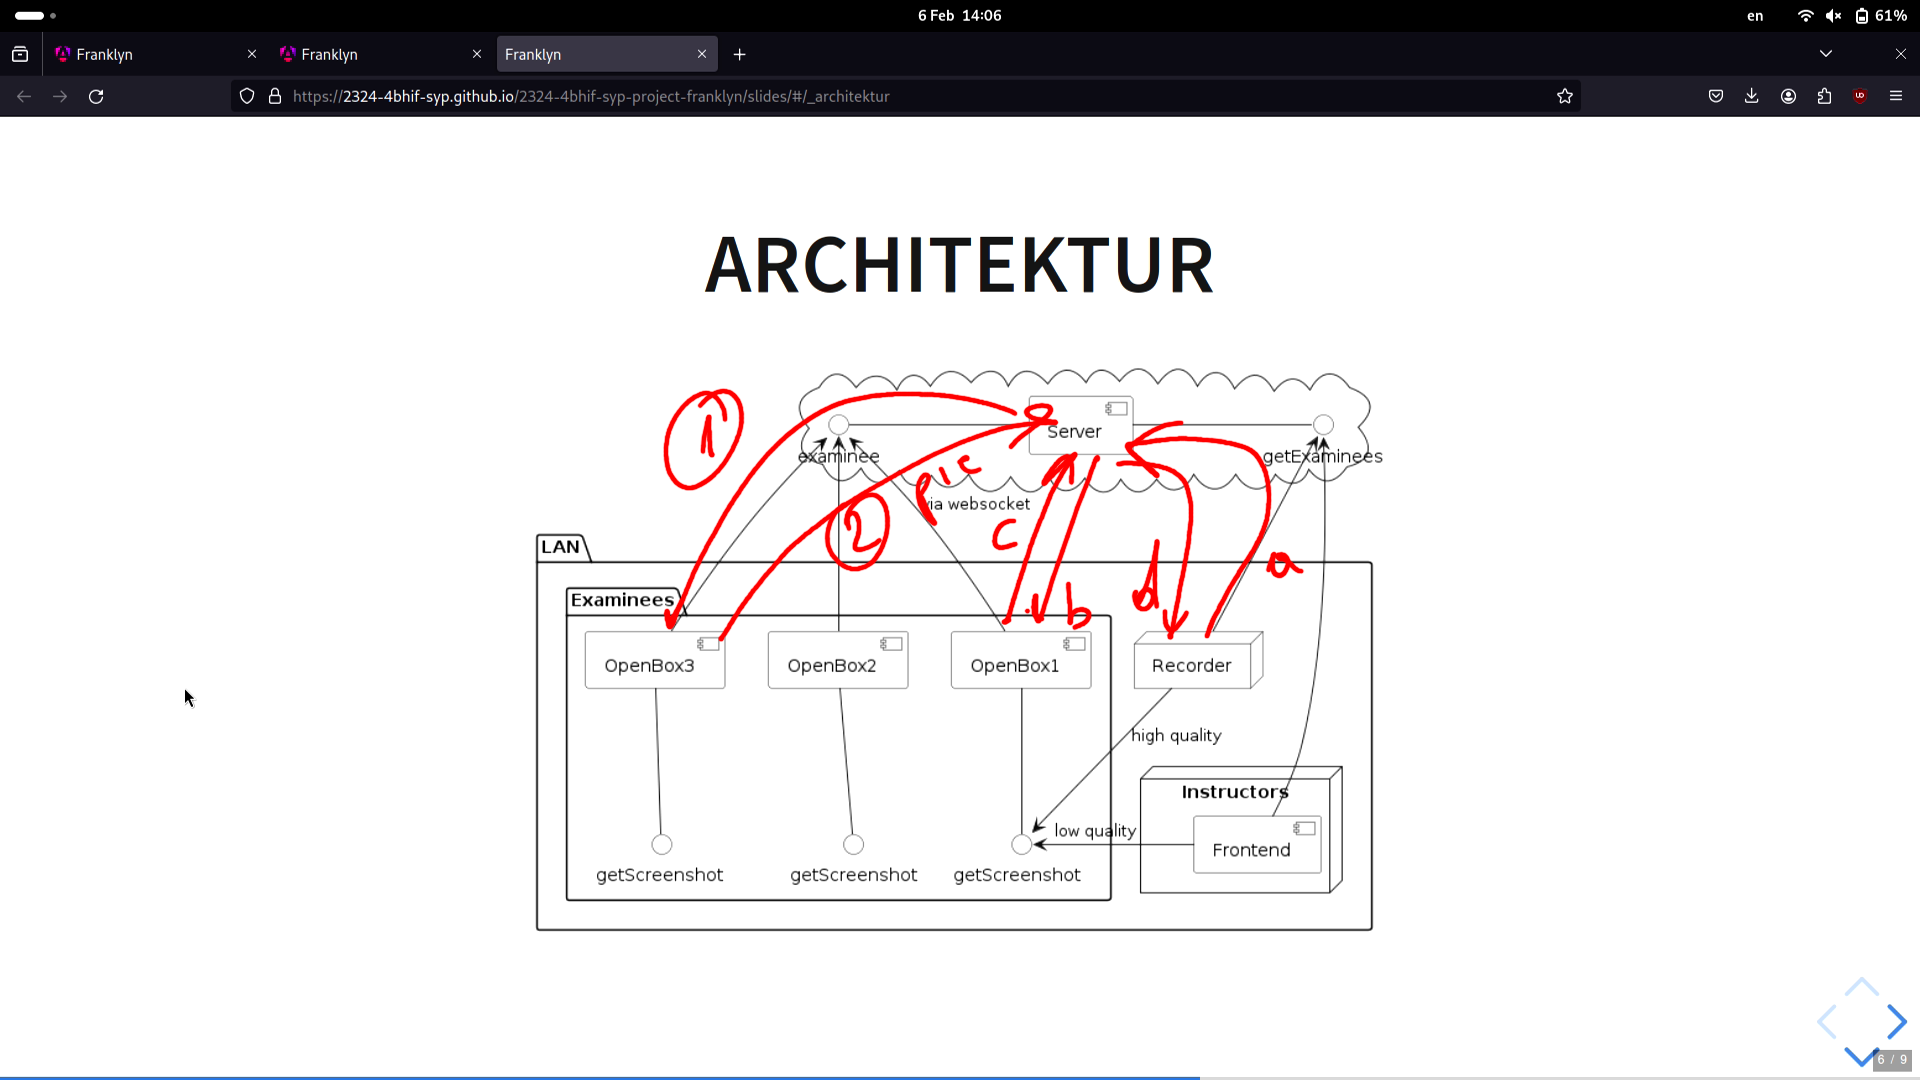 6 Feb 14:06
en
61%
Franklyn
Franklyn
Franklyn
https://2324-4bhif-syp.github.io/2324-4bhif-syp-project-franklyn/slides/#/_architektur
ARCHITEKTUR
1
Server
examinee
getExaminees
pic
via websocket
2
c
d
a
b
LAN
Examinees
OpenBox3
OpenBox2
OpenBox1
Recorder
high quality
Instructors
low quality
Frontend
getScreenshot
getScreenshot
getScreenshot
6 / 9